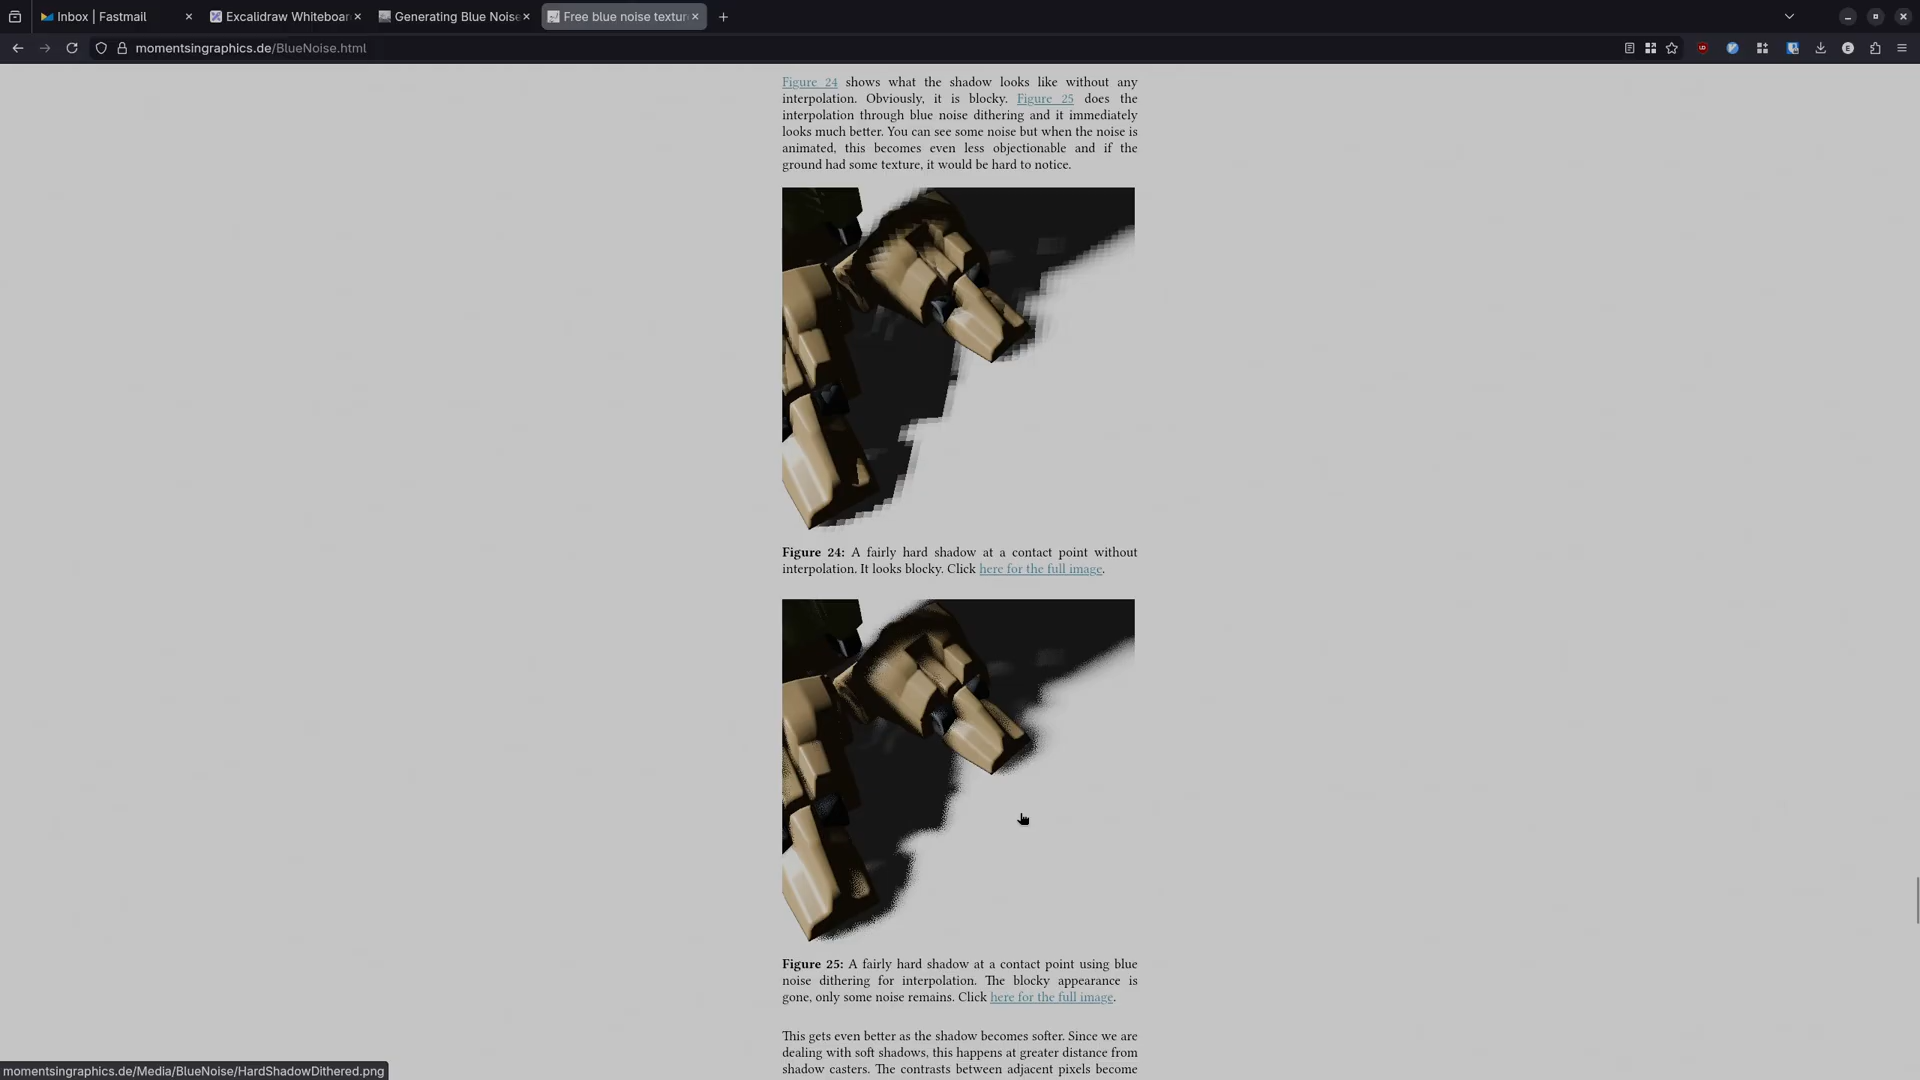 Inbox | Fastmail
Excalidraw Whiteboar
Generating Blue Noise
Free blue noise textur
momentsingraphics.de/BlueNoise.html
Figure 24 shows what the shadow looks like without any
interpolation. Obviously, it is blocky. Figure 25 does the
interpolation through blue noise dithering and it immediately
looks much better. You can see some noise but when the noise is
animated, this becomes even less objectionable and if the
ground had some texture, it would be hard to notice.
Figure 24: A fairly hard shadow at a contact point without
interpolation. It looks blocky. Click here for the full image.
Figure 25: A fairly hard shadow at a contact point using blue
noise dithering for interpolation. The blocky appearance is
gone, only some noise remains. Click here for the full image.
This gets even better as the shadow becomes softer. Since we are
dealing with soft shadows, this happens at greater distance from
shadow casters. The contrasts between adjacent pixels become
momentsingraphics.de/Media/BlueNoise/HardShadowDithered.png